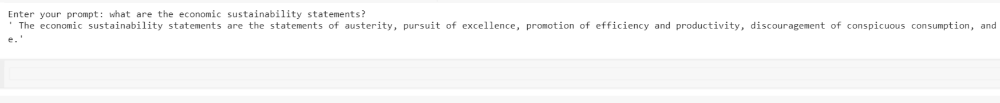 Enter your prompt: what are the economic sustainability statements?
' The economic sustainability statements are the statements of austerity, pursuit of excellence, promotion of efficiency and productivity, discouragement of conspicuous consumption, and
e.'